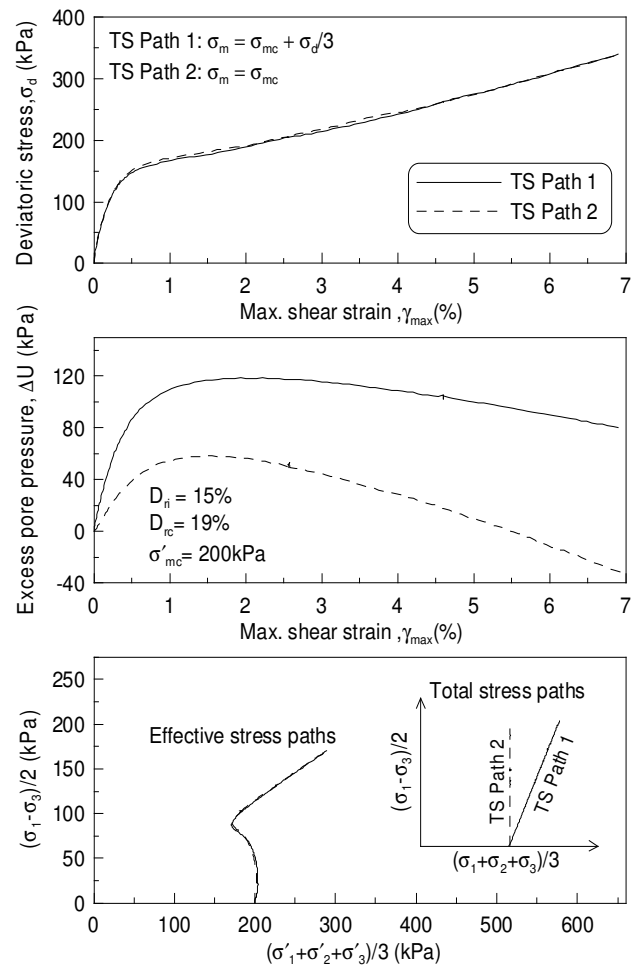 400
300
200
100
0
Deviatoric stress,σd (kPa)
TS Path 1: σm = σmc + σd/3
TS Path 2: σm = σmc
TS Path 1
TS Path 2
0 1 2 3 4 5 6 7
Max. shear strain ,γmax(%)
120
80
40
0
-40
Excess pore pressure, ΔU (kPa)
Dri = 15%
Drc = 19%
σ′mc= 200kPa
0 1 2 3 4 5 6 7
Max. shear strain ,γmax(%)
250
200
150
100
50
0
(σ1-σ3)/2 (kPa)
Effective stress paths
Total stress paths
(σ1-σ3)/2
TS Path 2
TS Path 1
(σ1+σ2+σ3)/3
0 100 200 300 400 500 600
(σ′1+σ′2+σ′3)/3 (kPa)